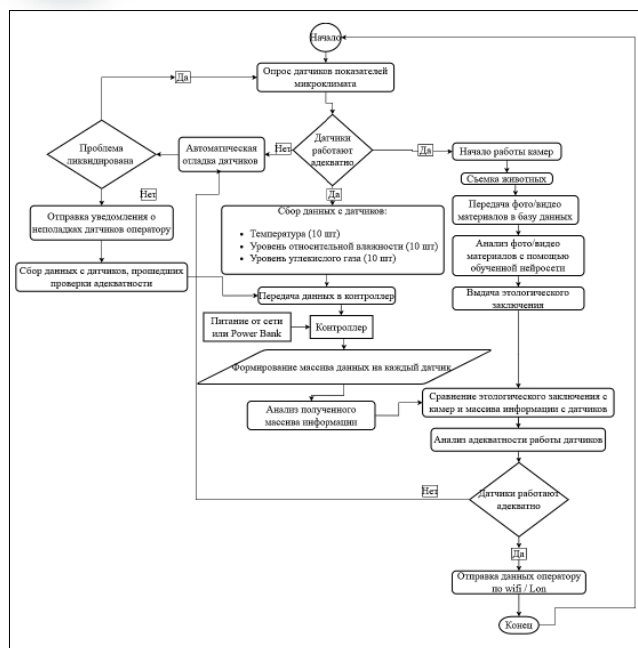 Начало
Да
Опрос датчиков показателей
микроклимата
Проблема
ликвидирована
Автоматическая
отладка датчиков
Нет
Датчики
работают
адекватно
Да
Начало работы камер
Съемка животных
Нет
Да
Отправка уведомления о
неполадках датчиков оператору
Сбор данных с датчиков:
• Температура (10 шт)
• Уровень относительной влажности (10 шт)
• Уровень углекислого газа (10 шт)
Передача фото/видео
материалов в базу данных
Анализ фото/видео
материалов с помощью
обученной нейросети
Сбор данных с датчиков, прошедших
проверки адекватности
Передача данных в контроллер
Выдача этологического
заключения
Питание от сети
или Power Bank
Контроллер
Формирование массива данных на каждый датчик
Анализ полученного
массива информации
Сравнение этологического заключения с
камер и массива информации с датчиков
Анализ адекватности работы датчиков
Нет
Датчики работают
адекватно
Да
Отправка данных оператору
по wifi / Lon
Конец